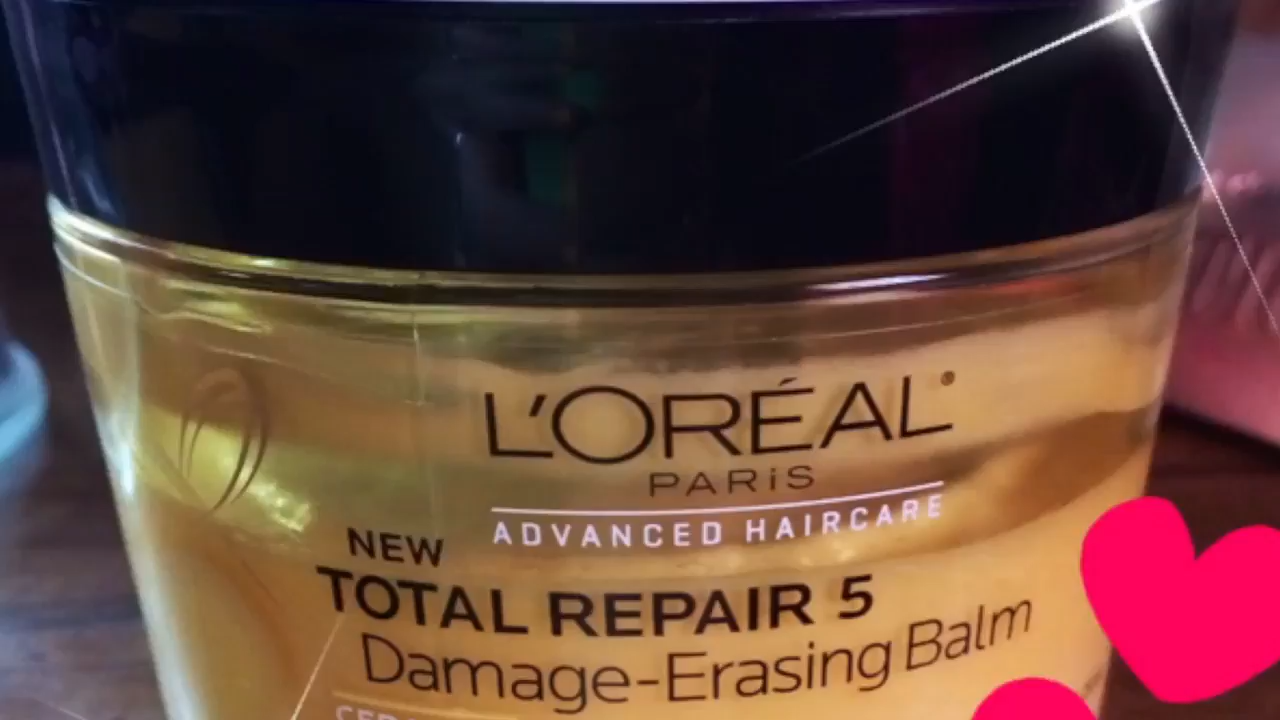 L'ORÉAL®
PARiS
ADVANCED HAIRCARE
NEW
TOTAL REPAIR 5
Damage-Erasing Balm